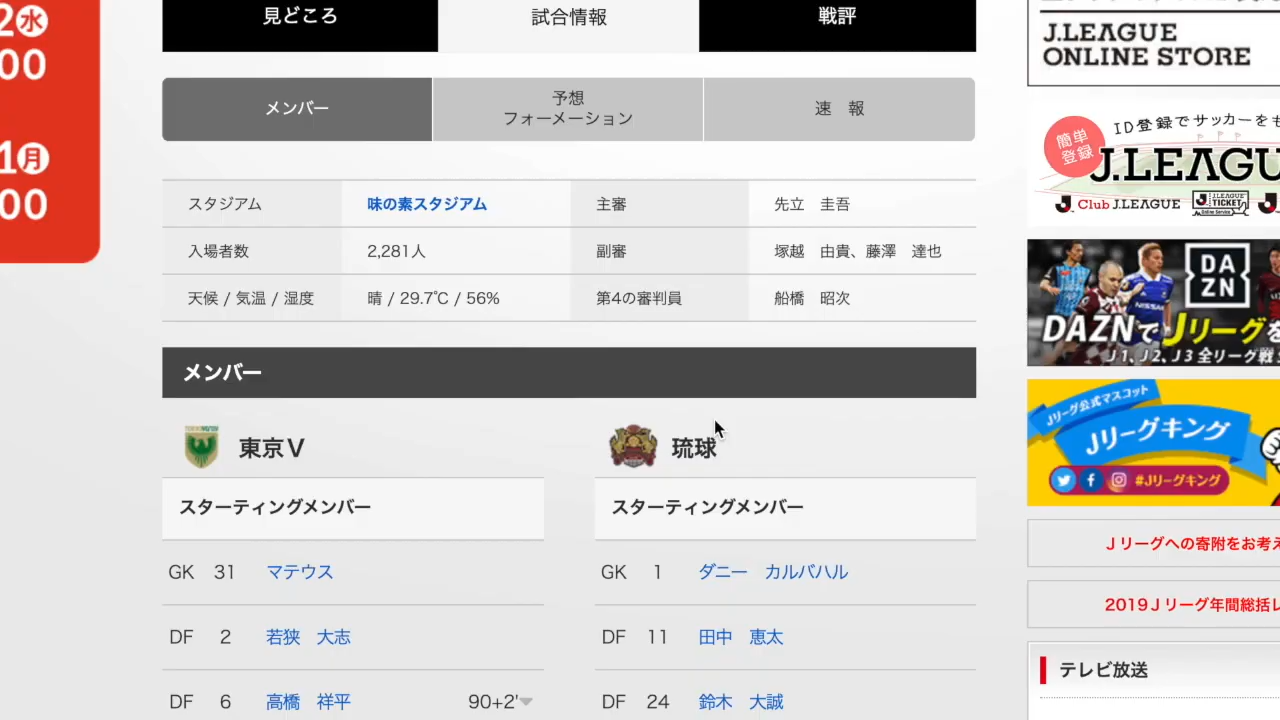 2水
00
1月
00
見どころ
試合情報
戦評
メンバー
予想
フォーメーション
速 報
スタジアム 味の素スタジアム 主審 先立 圭吾
入場者数 2,281人 副審 塚越 由貴、藤澤 達也
天候 / 気温 / 湿度 晴 / 29.7℃ / 56% 第4の審判員 船橋 昭次
メンバー
東京V
琉球
スターティングメンバー
スターティングメンバー
GK 31 マテウス
GK 1 ダニー カルバハル
DF 2 若狭 大志
DF 11 田中 恵太
DF 6 高橋 祥平 90+2'
DF 24 鈴木 大誠
J.LEAGUE
ONLINE STORE
簡単
登録
ID登録でサッカーをも
J.LEAGU
Club J.LEAGUE
J.LEAGUE
TICKET
Online Service
DA
ZN
NISSAN
DAZNでJリーグを
J1、J2、J3全リーグ戦
Jリーグ公式マスコット
Jリーグキング
#Jリーグキング
Jリーグへの寄附をお考え
2019Jリーグ年間総括レ
テレビ放送